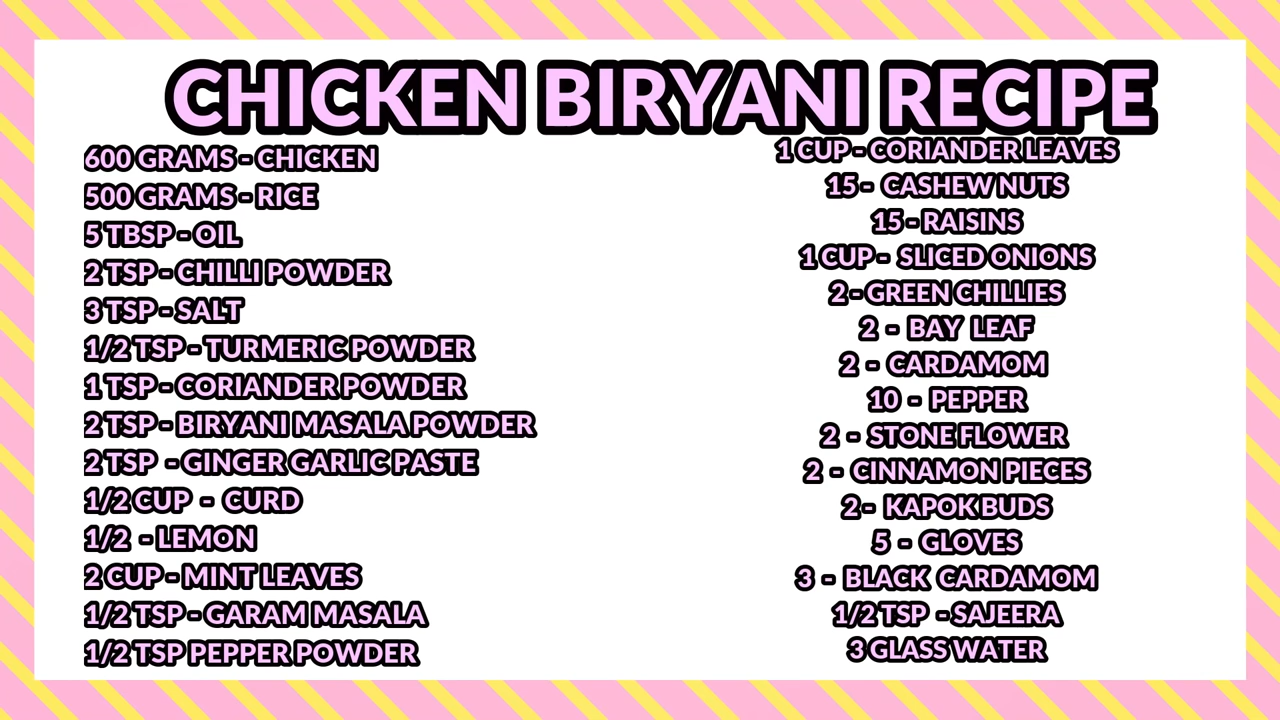 CHICKEN BIRYANI RECIPE
600 GRAMS - CHICKEN
500 GRAMS - RICE
5 TBSP - OIL
2 TSP - CHILLI POWDER
3 TSP - SALT
1/2 TSP - TURMERIC POWDER
1 TSP - CORIANDER POWDER
2 TSP - BIRYANI MASALA POWDER
2 TSP - GINGER GARLIC PASTE
1/2 CUP - CURD
1/2 - LEMON
2 CUP - MINT LEAVES
1/2 TSP - GARAM MASALA
1/2 TSP PEPPER POWDER
1 CUP - CORIANDER LEAVES
15 - CASHEW NUTS
15 - RAISINS
1 CUP - SLICED ONIONS
2 - GREEN CHILLIES
2 - BAY LEAF
2 - CARDAMOM
10 - PEPPER
2 - STONE FLOWER
2 - CINNAMON PIECES
2 - KAPOK BUDS
5 - GLOVES
3 - BLACK CARDAMOM
1/2 TSP - SAJEERA
3 GLASS WATER